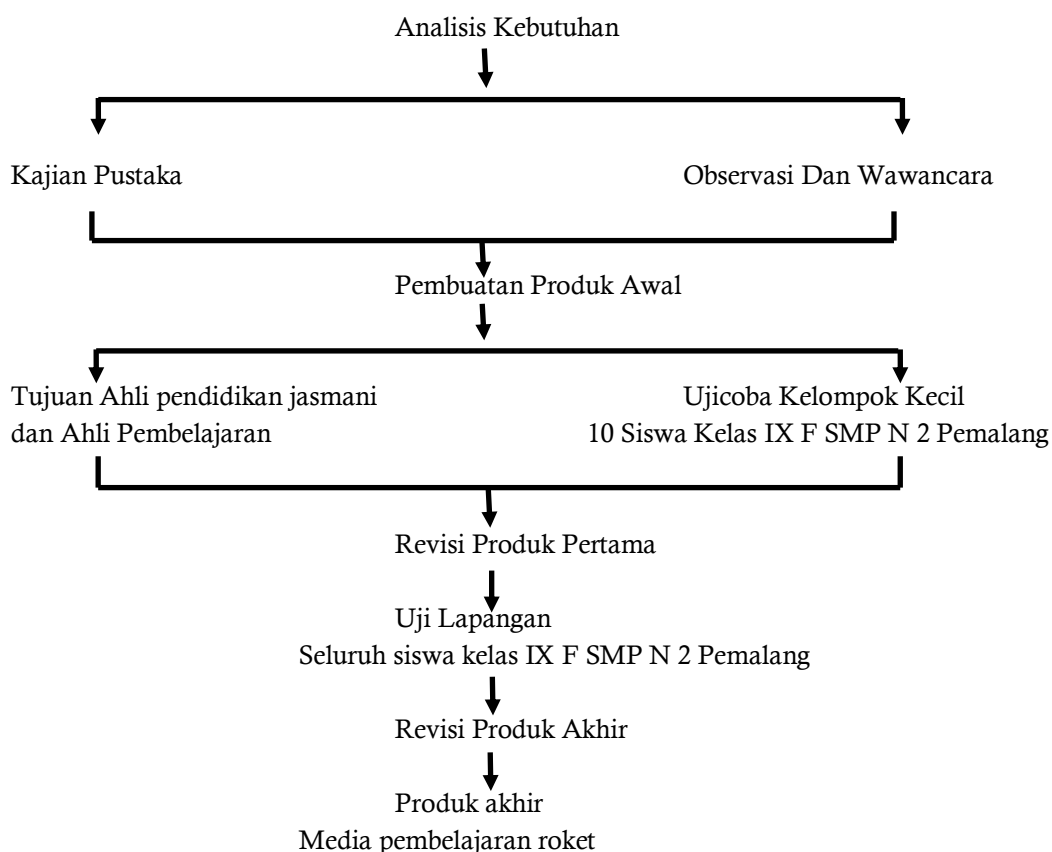 Analisis Kebutuhan
Kajian Pustaka
Observasi Dan Wawancara
Pembuatan Produk Awal
Tujuan Ahli pendidikan jasmani
dan Ahli Pembelajaran
Ujicoba Kelompok Kecil
10 Siswa Kelas IX F SMP N 2 Pemalang
Revisi Produk Pertama
Uji Lapangan
Seluruh siswa kelas IX F SMP N 2 Pemalang
Revisi Produk Akhir
Produk akhir
Media pembelajaran roket